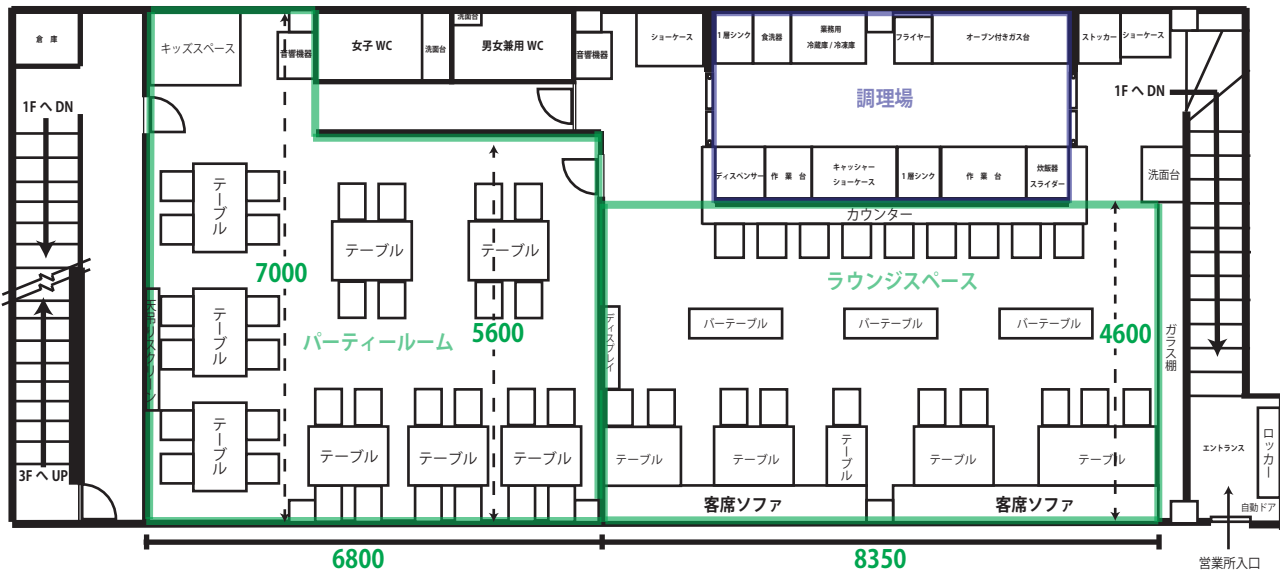 倉 庫
キッズスペース
音響機器
女子 WC
洗面台
洗面台
男女兼用 WC
音響機器
ショーケース
1層シンク
食洗器
業務用
冷蔵庫 / 冷凍庫
フライヤー
オープン付きガス台
ストッカー
ショーケース
1F へ DN
調理場
1F へ DN
ディスペンサー
作 業 台
キャッシャー
ショーケース
1層シンク
作 業 台
炊飯器
スライダー
洗面台
カウンター
テーブル
テーブル
テーブル
7000
ラウンジスペース
天吊りスクリーン
テーブル
パーティールーム
5600
ディスプレイ
バーテーブル
バーテーブル
バーテーブル
4600
ガラス棚
テーブル
テーブル
テーブル
テーブル
テーブル
テーブル
テーブル
テーブル
テーブル
エントランス
ロッカー
3F へ UP
客席ソファ
客席ソファ
自動ドア
6800
8350
営業所入口